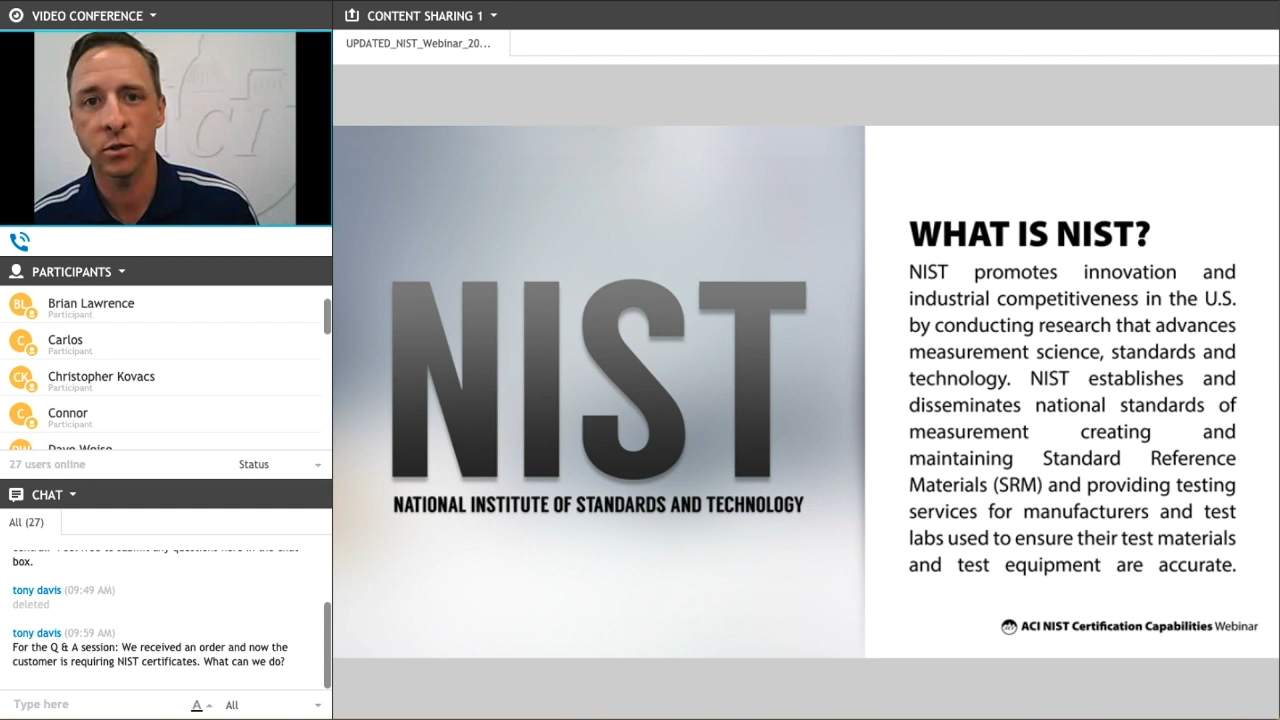 VIDEO CONFERENCE
CI
PARTICIPANTS
BL
Brian Lawrence
Participant
C
Carlos
Participant
CK
Christopher Kovacs
Participant
C
Connor
Participant
27 users online
Status
CHAT
All (27)
box.
tony davis (09:49 AM)
deleted
tony davis (09:59 AM)
For the Q & A session: We received an order and now the
customer is requiring NIST certificates. What can we do?
Type here
A
All
CONTENT SHARING 1
UPDATED_NIST_Webinar_20...
NIST
NATIONAL INSTITUTE OF STANDARDS AND TECHNOLOGY
WHAT IS NIST?
NIST promotes innovation and
industrial competitiveness in the U.S.
by conducting research that advances
measurement science, standards and
technology. NIST establishes and
disseminates national standards of
measurement creating and
maintaining Standard Reference
Materials (SRM) and providing testing
services for manufacturers and test
labs used to ensure their test materials
and test equipment are accurate.
ACI NIST Certification Capabilities Webinar